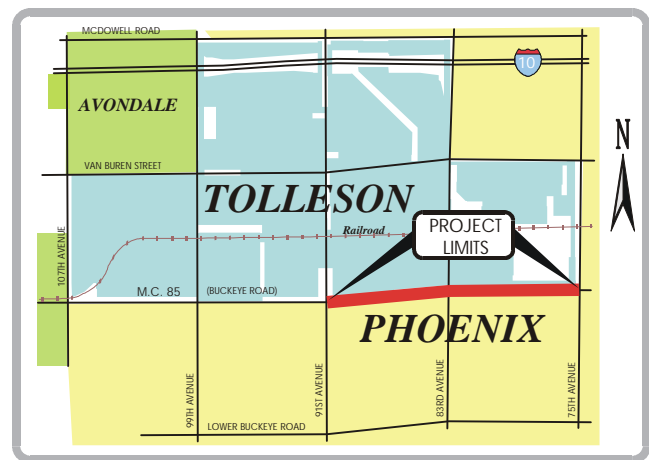 MCDOWELL ROAD
10
AVONDALE
N
VAN BUREN STREET
TOLLESON
PROJECT
LIMITS
Railroad
107TH AVENUE
M.C. 85
(BUCKEYE ROAD)
PHOENIX
99TH AVENUE
91ST AVENUE
83RD AVENUE
75TH AVENUE
LOWER BUCKEYE ROAD